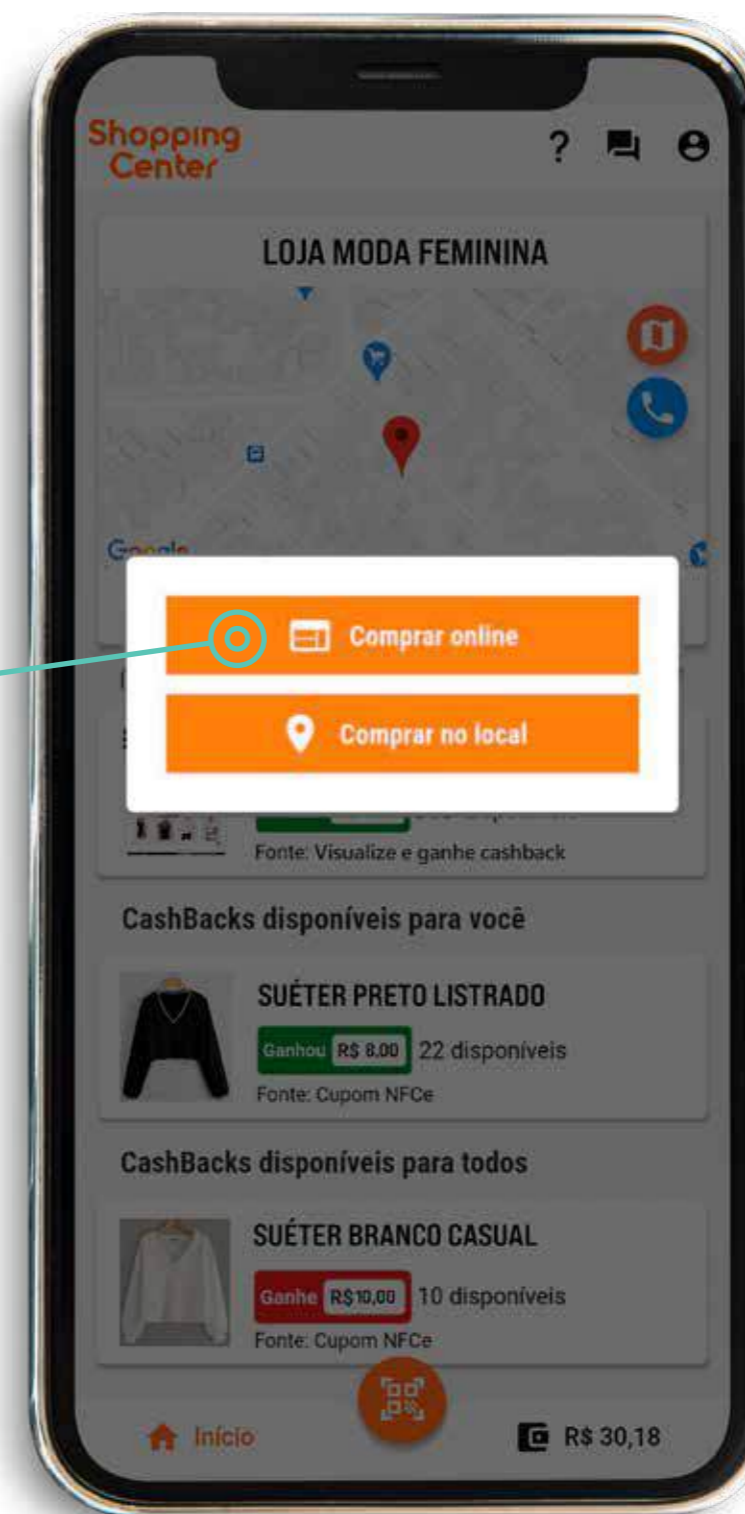 Shopping
Center
?
LOJA MODA FEMININA
Google
Comprar online
Comprar no local
Fonte: Visualize e ganhe cashback
CashBacks disponíveis para você
SUÉTER PRETO LISTRADO
Ganhou R$ 8,00 22 disponíveis
Fonte: Cupom NFCe
CashBacks disponíveis para todos
SUÉTER BRANCO CASUAL
Ganhe R$10,00 10 disponíveis
Fonte: Cupom NFCe
Início R$ 30,18